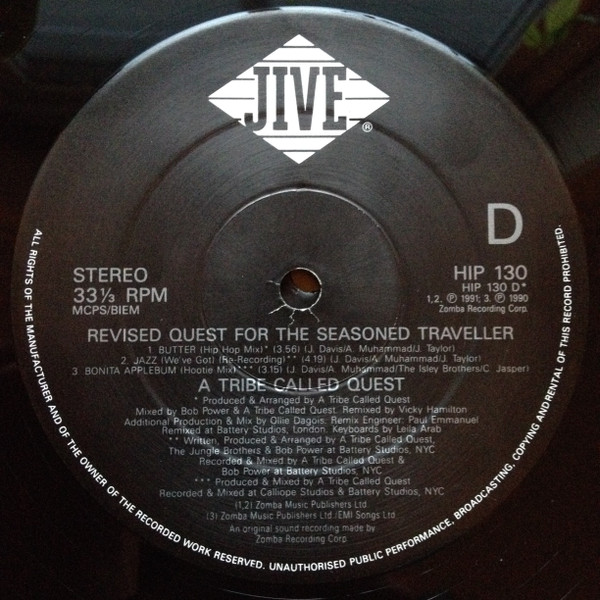 JIVE
®
D
STEREO
33⅓ RPM
MCPS/BIEM
HIP 130
HIP 130 D*
1,2, ℗ 1991; 3. ℗ 1990
Zomba Recording Corp.
REVISED QUEST FOR THE SEASONED TRAVELLER
1. BUTTER (Hip Hop Mix)* (3.56) (J. Davis/A. Muhammad/J. Taylor)
2. JAZZ (We've Got) (Re-Recording)** (4.19) (J. Davis/A. Muhammad/J. Taylor)
3 BONITA APPLEBUM (Hootie Mix)*** (3.15) (J. Davis/A. Muhammad/The Isley Brothers/C. Jasper)
A TRIBE CALLED QUEST
* Produced & Arranged by A Tribe Called Quest
Mixed by Bob Power & A Tribe Called Quest. Remixed by Vicky Hamilton
Additional Production & Mix by Ollie Dagois. Remix Engineer: Paul Emmanuel
Remixed at Battery Studios, London. Keyboards by Leila Arab
** Written, Produced & Arranged by A Tribe Called Quest,
The Jungle Brothers & Bob Power at Battery Studios, NYC
Recorded & Mixed by A Tribe Called Quest &
Bob Power at Battery Studios, NYC
*** Produced & Mixed by A Tribe Called Quest
Recorded & Mixed at Calliope Studios & Battery Studios, NYC
(1,2) Zomba Music Publishers Ltd
(3) Zomba Music Publishers Ltd./EMI Songs Ltd.
An original sound recording made by
Zomba Recording Corp
ALL RIGHTS OF THE MANUFACTURER AND OF THE OWNER OF THE RECORDED WORK RESERVED. UNAUTHORISED PUBLIC PERFORMANCE, BROADCASTING, COPYING AND RENTAL OF THIS RECORD PROHIBITED.